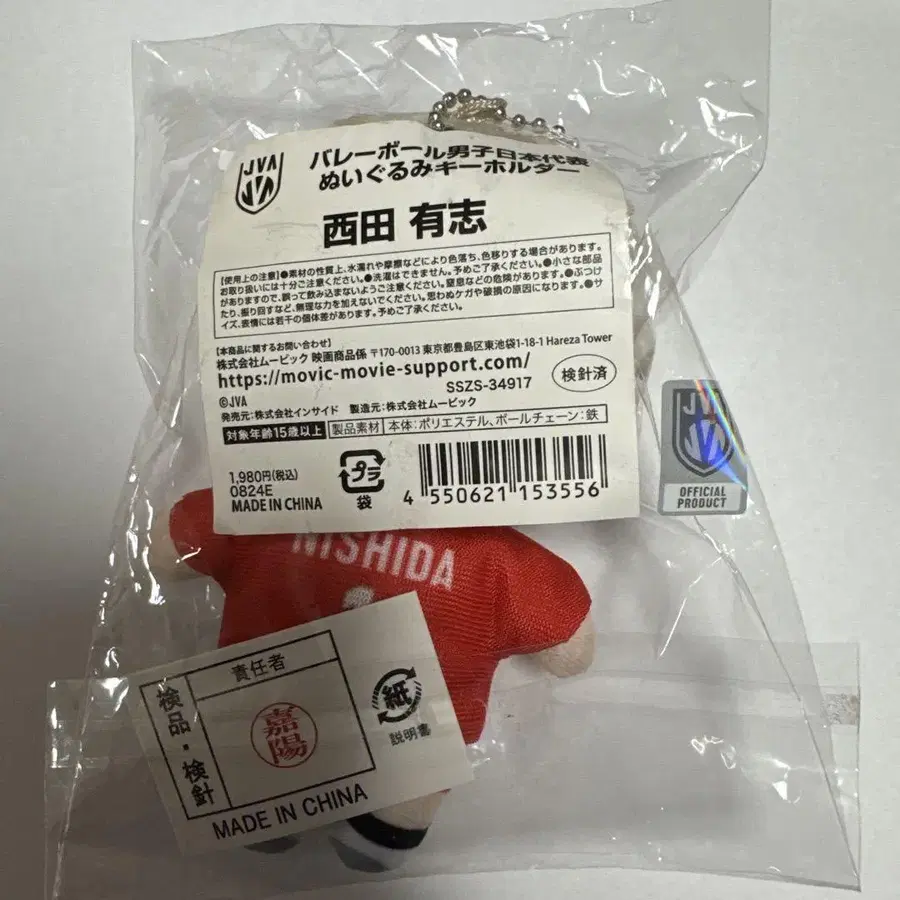 JVA
バレーボール男子日本代表
ぬいぐるみキーホルダー
西田 有志
【使用上の注意】●素材の性質上、水濡れや摩擦などにより色落ち、色移りする場合があります。
お取り扱いには十分ご注意ください。●洗濯はできません。予めご了承ください。●小さな部品
がありますので、誤って飲み込まないようご注意ください。窒息などの危険があります。●ぶつけ
たり、振り回すなど、無理な力を加えないでください。思わぬケガや破損の原因になります。●サ
イズ、表情には若干の個体差があります。予めご了承ください。
【本商品に関するお問い合わせ】
株式会社ムービック 映画商品係 〒170-0013 東京都豊島区東池袋1-18-1 Hareza Tower
https://movic-movie-support.com/
SSZS-34917
検針済
©JVA
発売元:株式会社インサイド 製造元:株式会社ムービック
対象年齢15歳以上 製品素材 本体:ポリエステル、ボールチェーン:鉄
1,980円(税込)
0824E
MADE IN CHINA
プラ
袋
4 550621 153556
JVA
OFFICIAL
PRODUCT
NISHIDA
検品・検針
責任者
嘉陽
紙
説明書
MADE IN CHINA